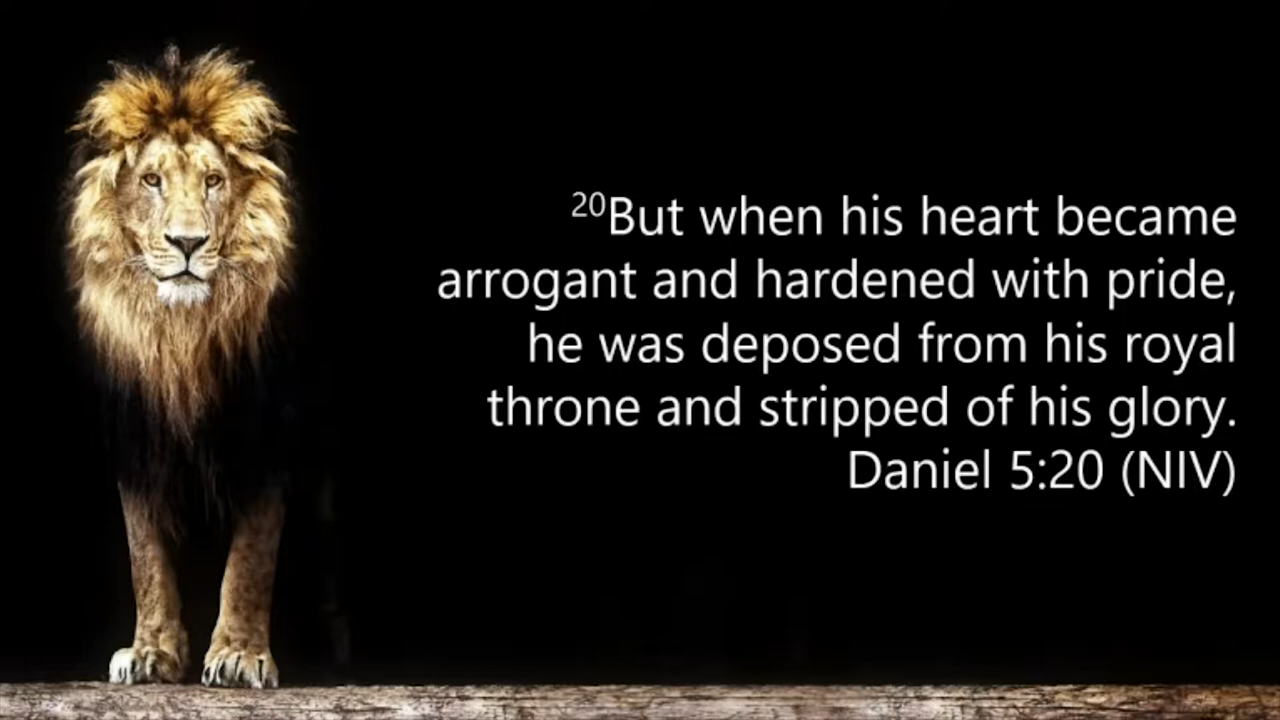 20But when his heart became
arrogant and hardened with pride,
he was deposed from his royal
throne and stripped of his glory.
Daniel 5:20 (NIV)